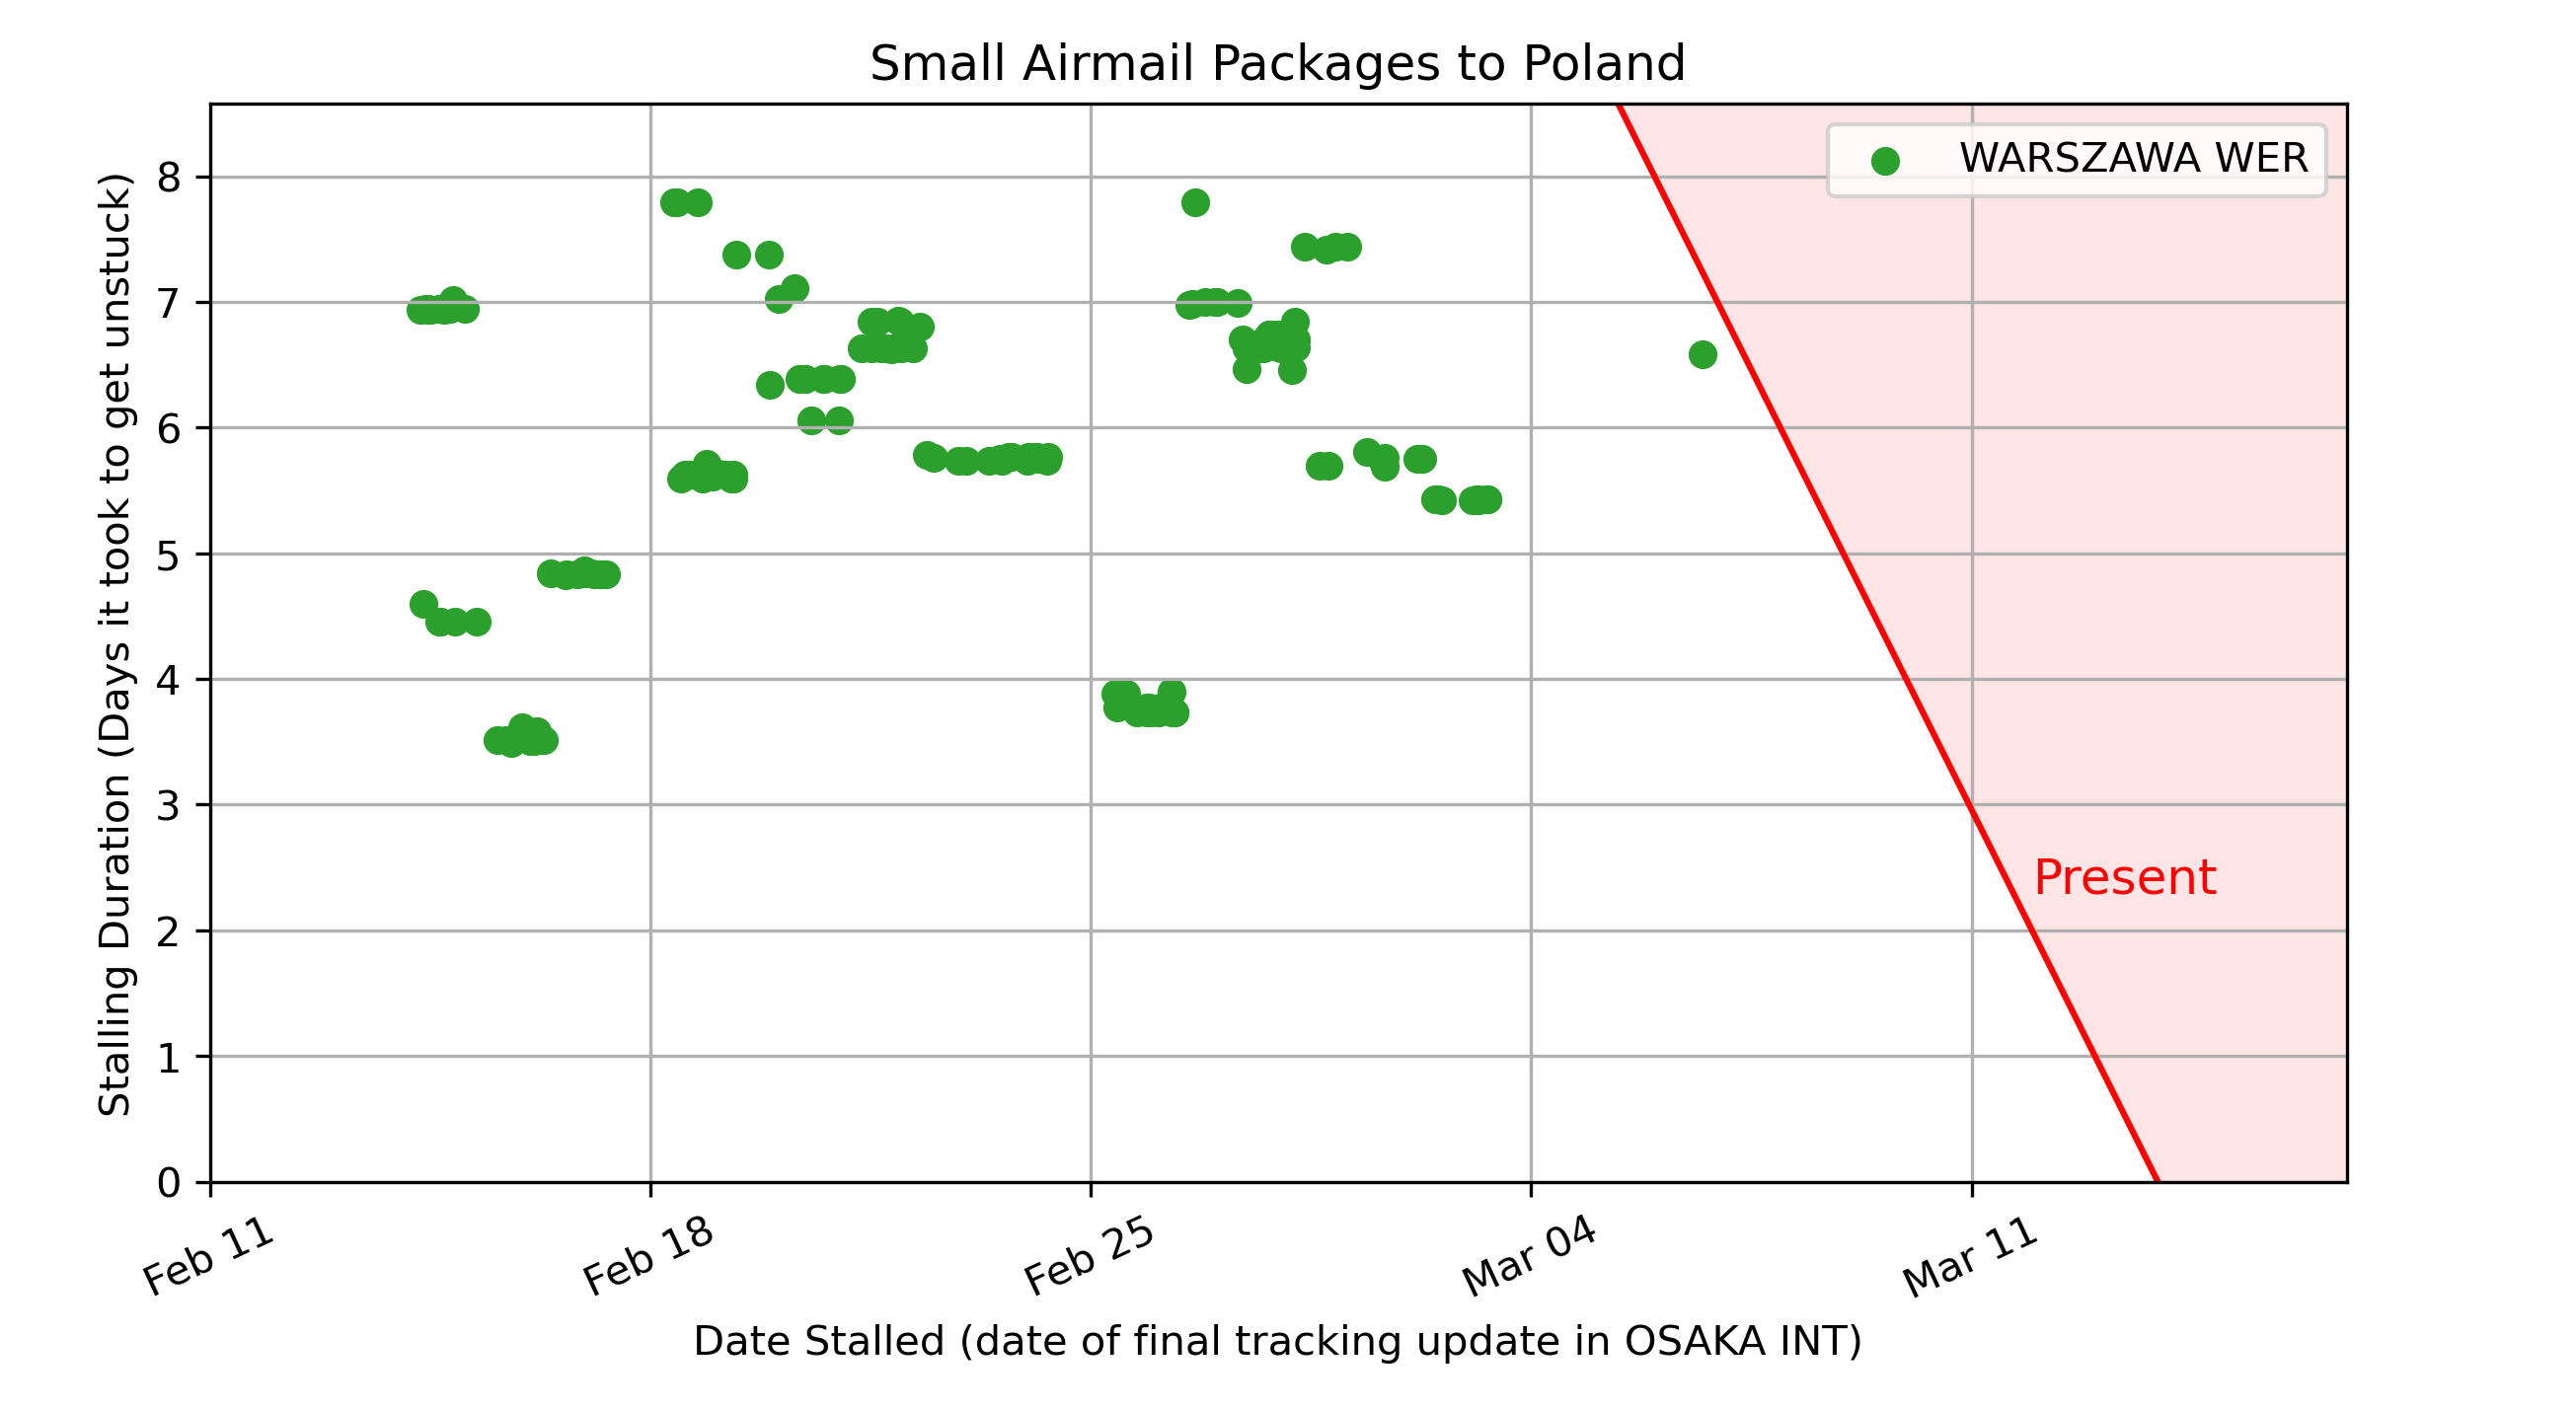 Small Airmail Packages to Poland
WARSZAWA WER
Stalling Duration (Days it took to get unstuck)
8
7
6
5
4
3
2
1
0
Present
Feb 11
Feb 18
Feb 25
Mar 04
Mar 11
Date Stalled (date of final tracking update in OSAKA INT)